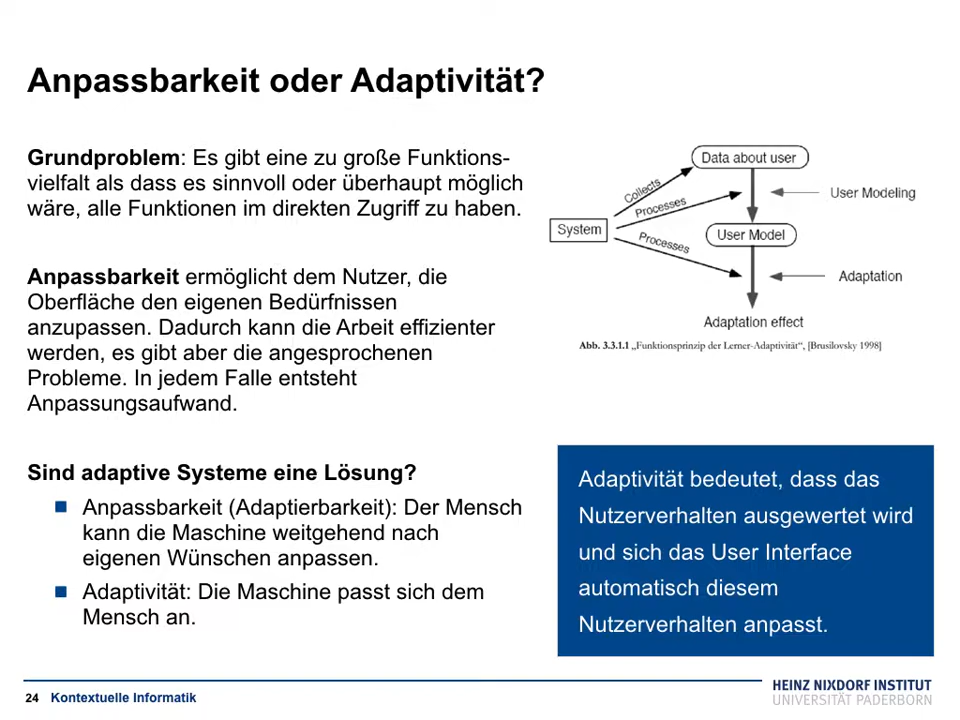 Anpassbarkeit oder Adaptivität?
Grundproblem: Es gibt eine zu große Funktions-
vielfalt als dass es sinnvoll oder überhaupt möglich
wäre, alle Funktionen im direkten Zugriff zu haben.
Anpassbarkeit ermöglicht dem Nutzer, die
Oberfläche den eigenen Bedürfnissen
anzupassen. Dadurch kann die Arbeit effizienter
werden, es gibt aber die angesprochenen
Probleme. In jedem Falle entsteht
Anpassungsaufwand.
Sind adaptive Systeme eine Lösung?
Anpassbarkeit (Adaptierbarkeit): Der Mensch
kann die Maschine weitgehend nach
eigenen Wünschen anpassen.
Adaptivität: Die Maschine passt sich dem
Mensch an.
Data about user
Collects
Processes
User Modeling
System
User Model
Processes
Adaptation
Adaptation effect
Abb. 3.3.1.1 „Funktionsprinzip der Lerner-Adaptivität“, [Brusilovsky 1998]
Adaptivität bedeutet, dass das
Nutzerverhalten ausgewertet wird
und sich das User Interface
automatisch diesem
Nutzerverhalten anpasst.
24 Kontextuelle Informatik
HEINZ NIXDORF INSTITUT
UNIVERSITÄT PADERBORN